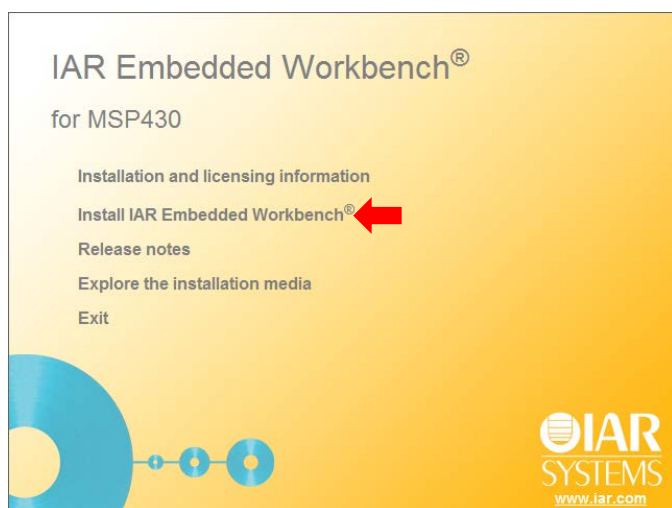 IAR Embedded Workbench®
for MSP430
Installation and licensing information
Install IAR Embedded Workbench®
Release notes
Explore the installation media
Exit
IAR
SYSTEMS
www.iar.com